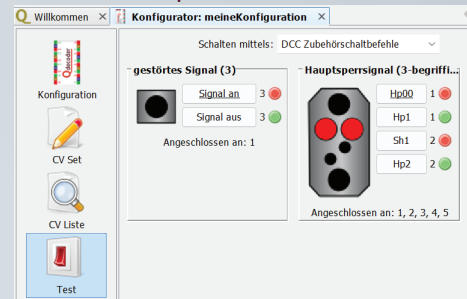 Willkommen × Konfigurator: meineKonfiguration ×
Schalten mittels: DCC Zubehörschaltbefehle
Qdecoder
Konfiguration
CV Set
CV Liste
Test
gestörtes Signal (3)
Signal an 3
Signal aus 3
Angeschlossen an: 1
Hauptsperrsignal (3-begriffi...
Hp00 1
Hp1 1
Sh1 2
Hp2 2
Angeschlossen an: 1, 2, 3, 4, 5